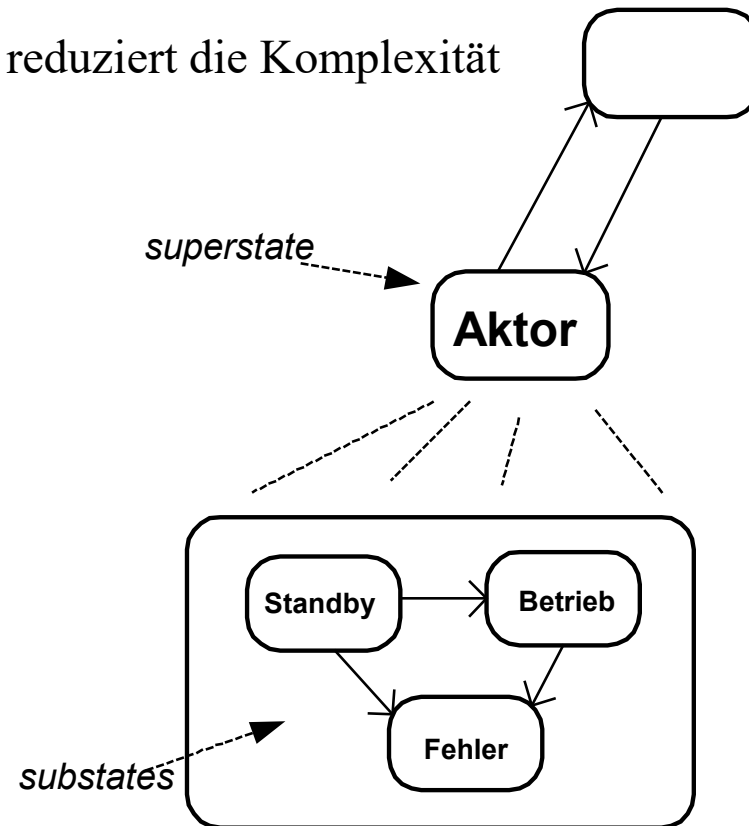 reduziert die Komplexität
superstate
Aktor
Standby
Betrieb
Fehler
substates